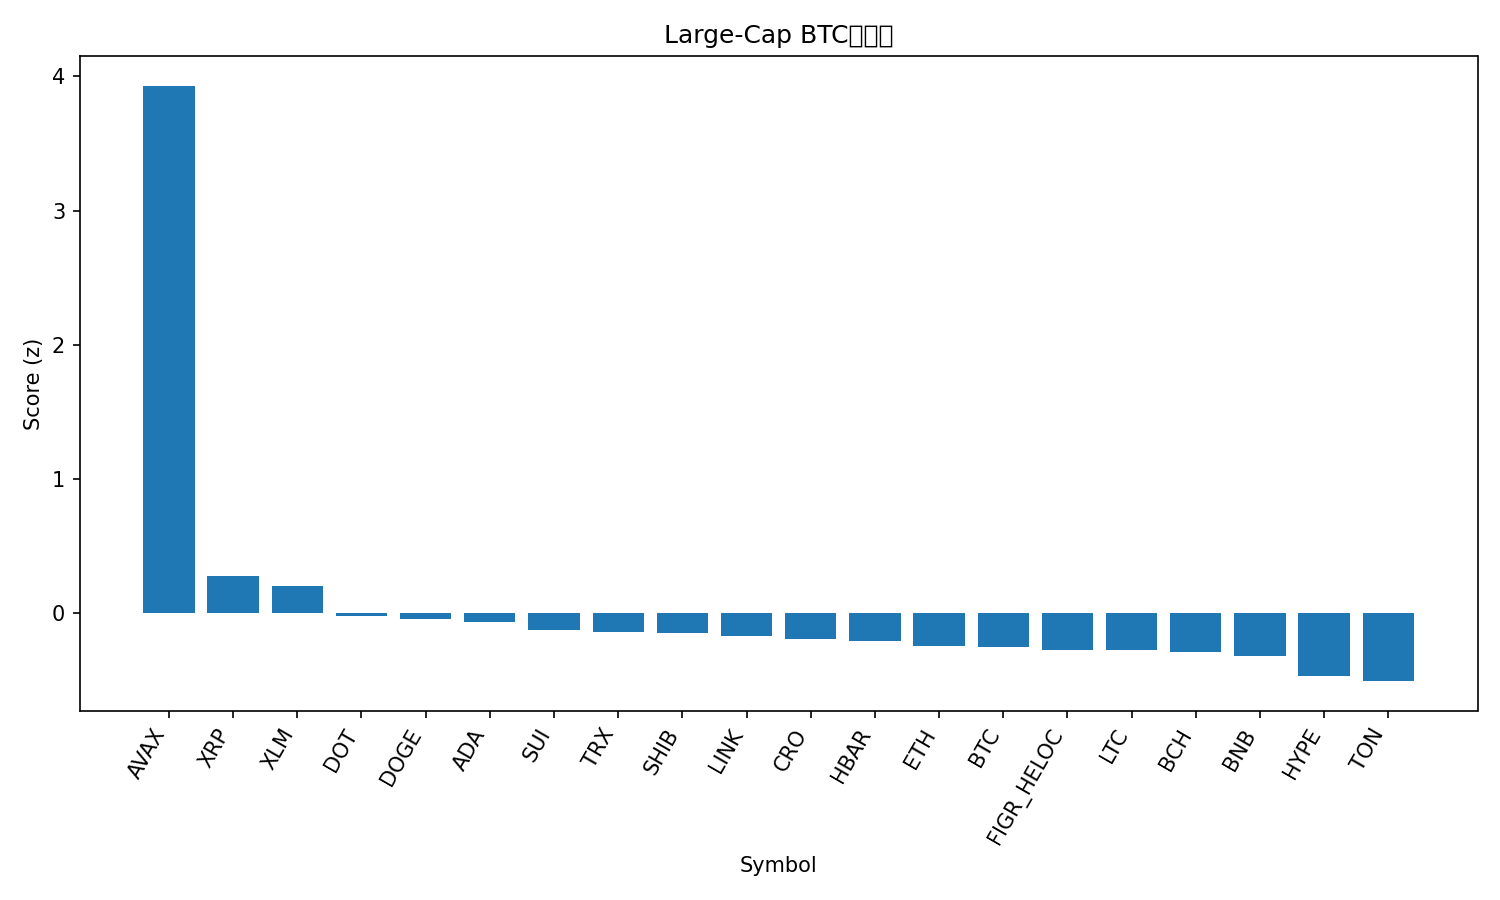 Large-Cap BTC
Score (z)
4
3
2
1
0
AVAX
XRP
XLM
DOT
DOGE
ADA
SUI
TRX
SHIB
LINK
CRO
HBAR
ETH
BTC
FIGR_HELOC
LTC
BCH
BNB
HYPE
TON
Symbol